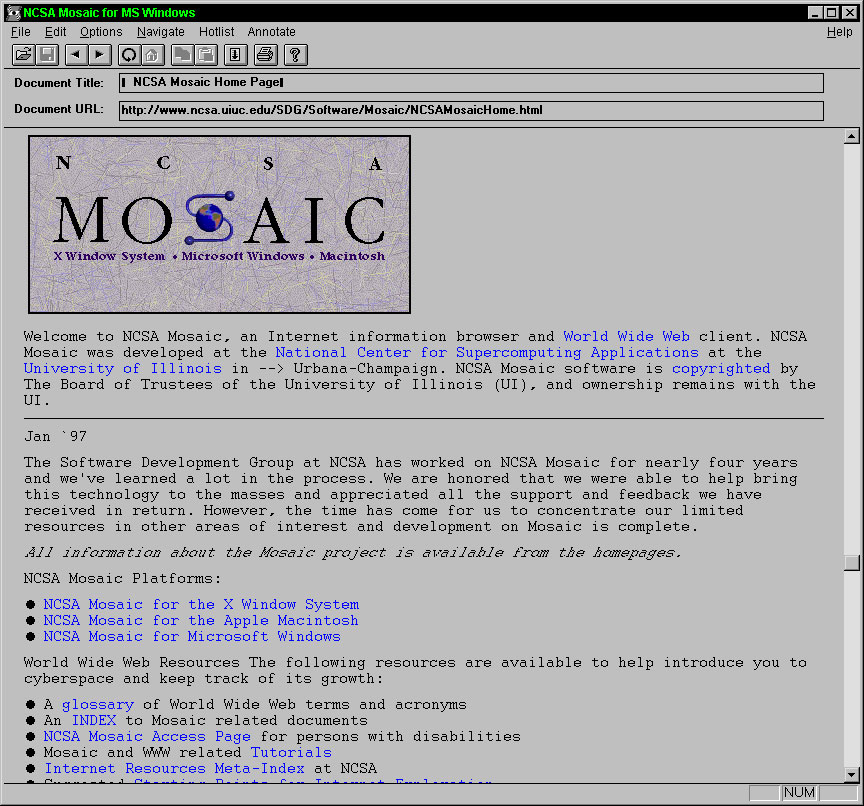 NCSA Mosaic for MS Windows
File Edit Options Navigate Hotlist Annotate Help
Document Title: NCSA Mosaic Home Page
Document URL: http://www.ncsa.uiuc.edu/SDG/Software/Mosaic/NCSAMosaicHome.html
N C S A
MOSAIC
X Window System • Microsoft Windows • Macintosh
Welcome to NCSA Mosaic, an Internet information browser and World Wide Web client. NCSA
Mosaic was developed at the National Center for Supercomputing Applications at the
University of Illinois in --> Urbana-Champaign. NCSA Mosaic software is copyrighted by
The Board of Trustees of the University of Illinois (UI), and ownership remains with the
UI.
Jan `97
The Software Development Group at NCSA has worked on NCSA Mosaic for nearly four years
and we've learned a lot in the process. We are honored that we were able to help bring
this technology to the masses and appreciated all the support and feedback we have
received in return. However, the time has come for us to concentrate our limited
resources in other areas of interest and development on Mosaic is complete.
All information about the Mosaic project is available from the homepages.
NCSA Mosaic Platforms:
● NCSA Mosaic for the X Window System
● NCSA Mosaic for the Apple Macintosh
● NCSA Mosaic for Microsoft Windows
World Wide Web Resources The following resources are available to help introduce you to
cyberspace and keep track of its growth:
● A glossary of World Wide Web terms and acronyms
● An INDEX to Mosaic related documents
● NCSA Mosaic Access Page for persons with disabilities
● Mosaic and WWW related Tutorials
● Internet Resources Meta-Index at NCSA
● Suggested Starting Points for Internet Exploration
NUM